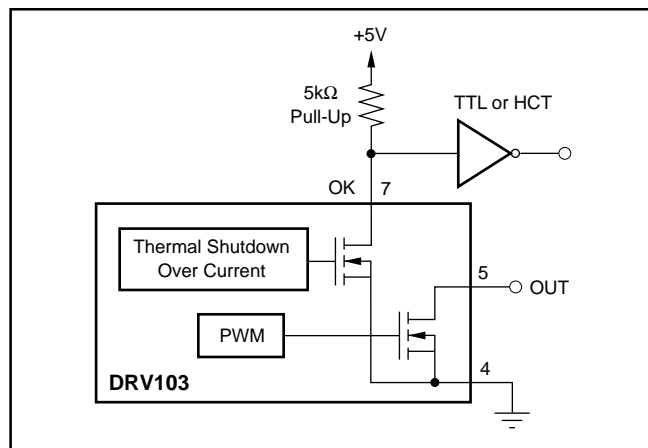 +5V
5kΩ
Pull-Up
TTL or HCT
OK
7
Thermal Shutdown
Over Current
5
OUT
PWM
4
DRV103